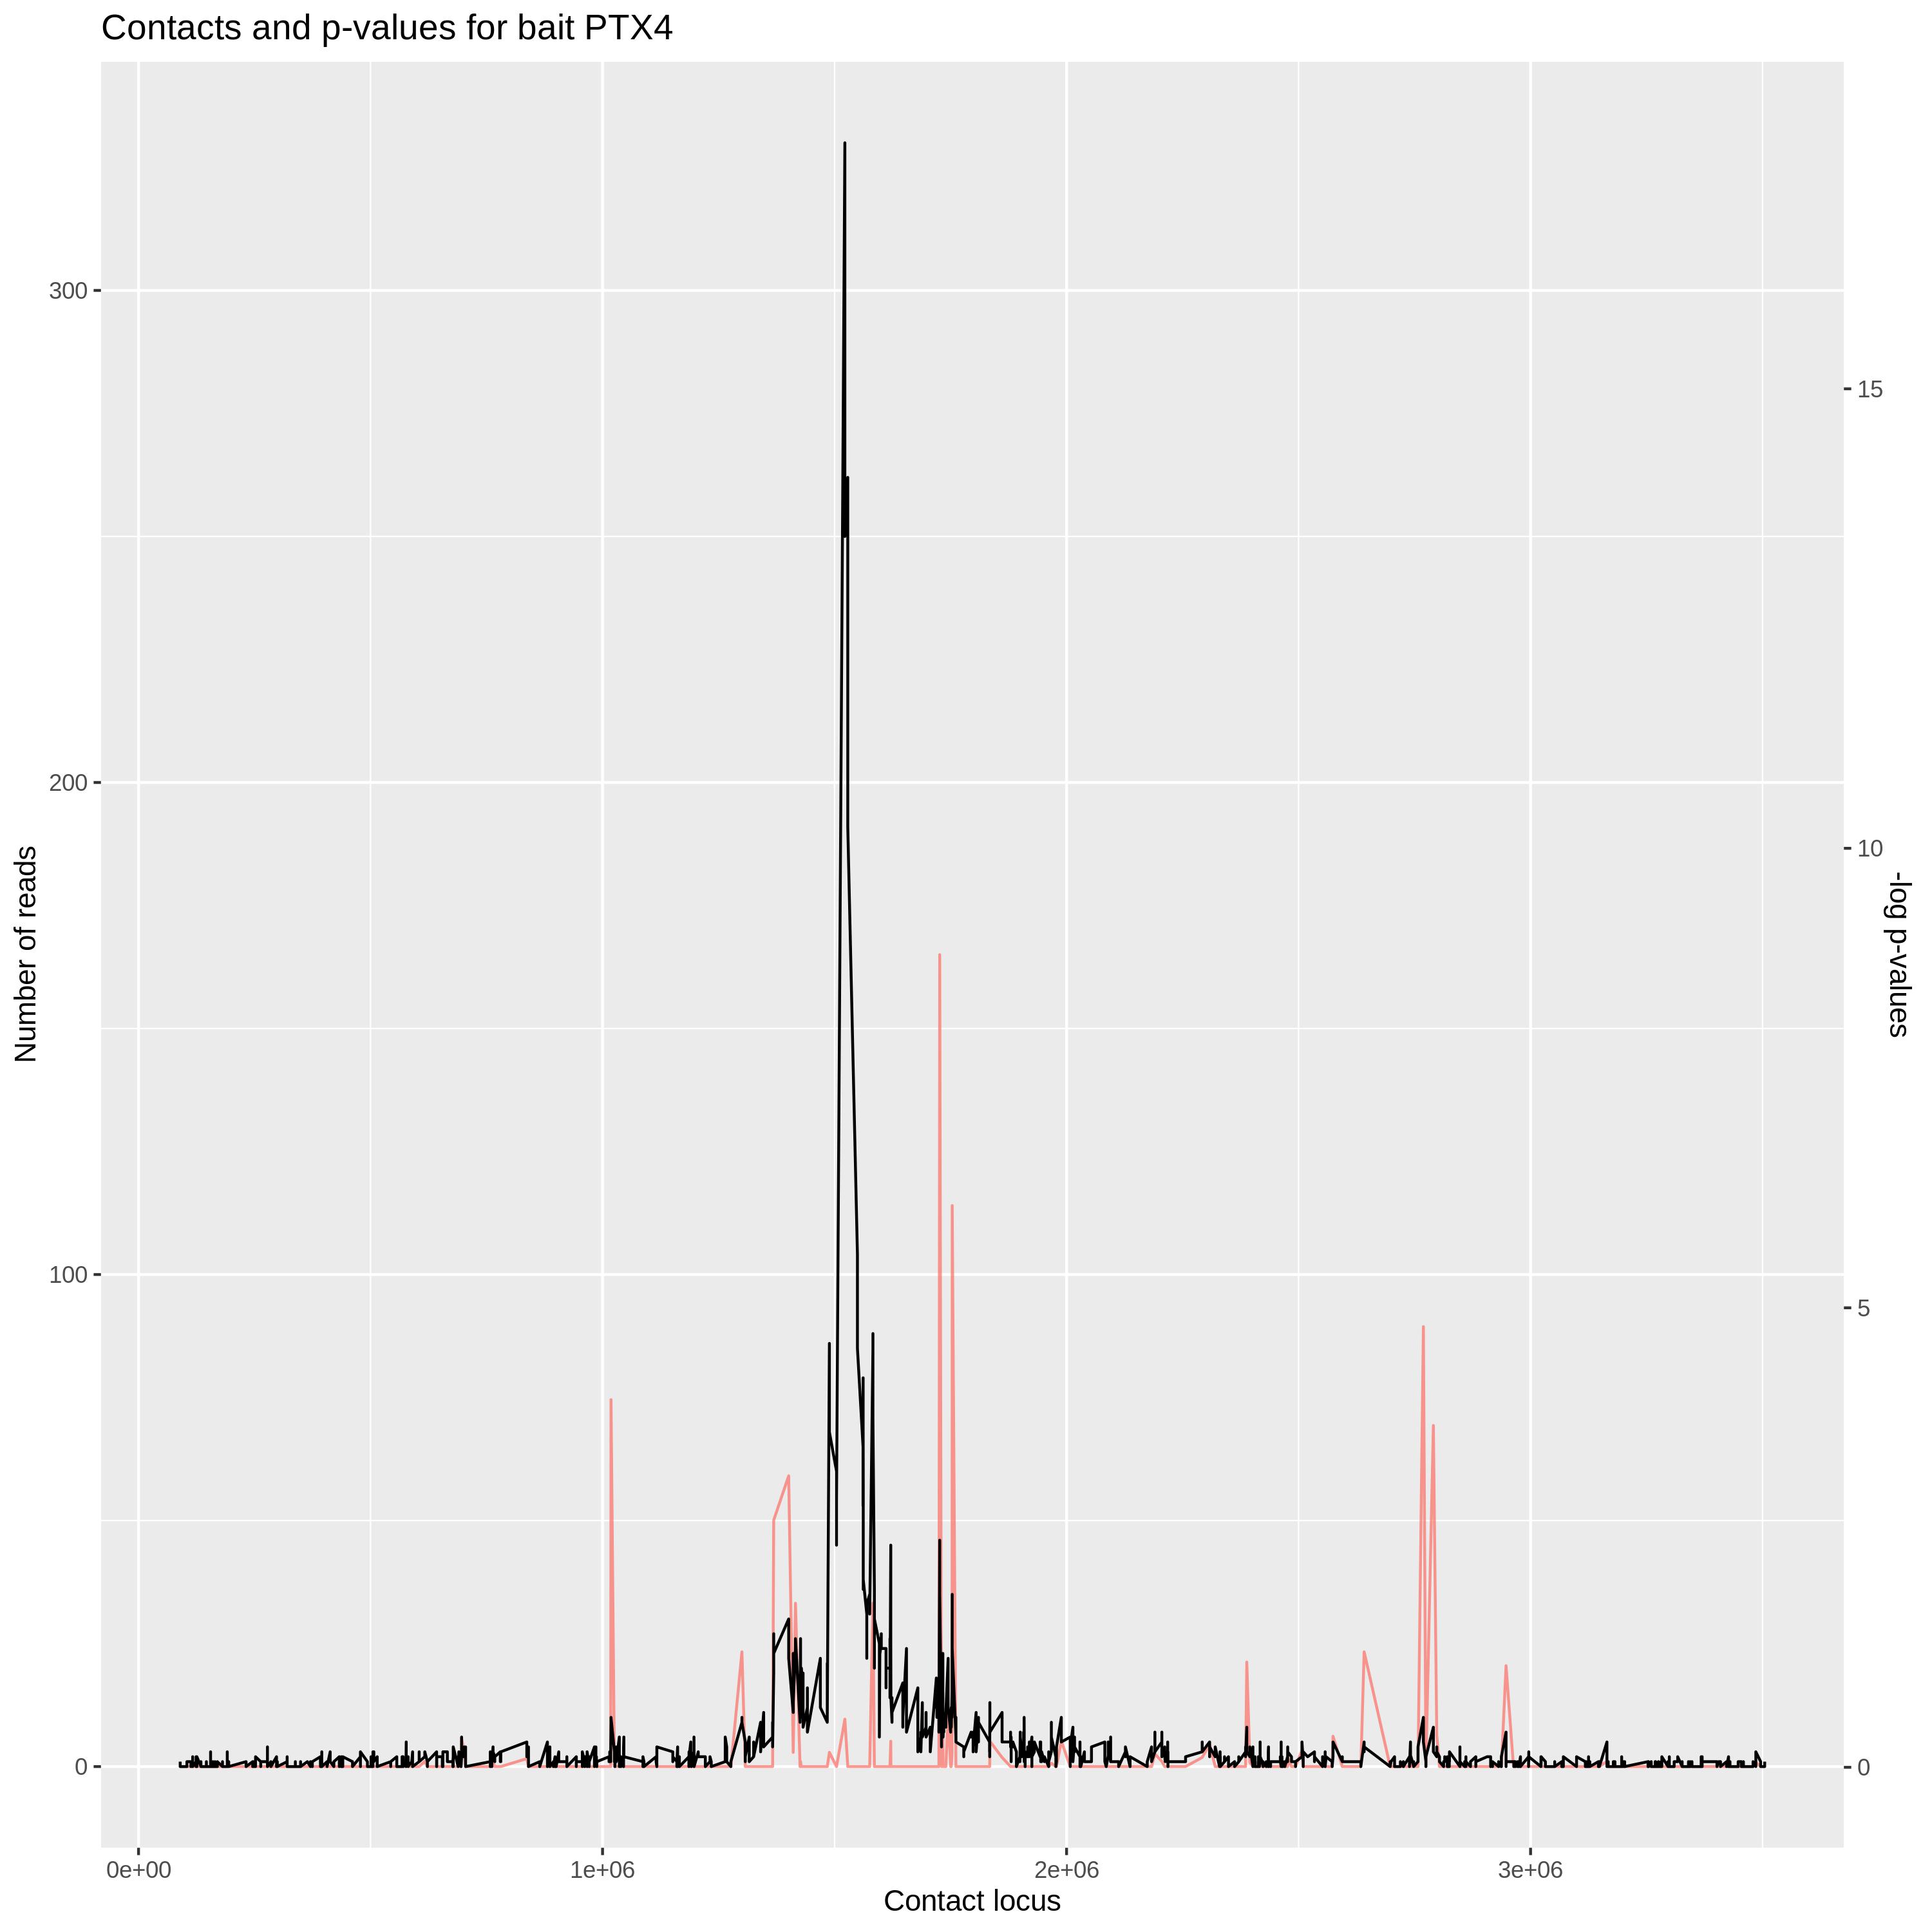 Contacts and p-values for bait PTX4
300
200
100
0
Number of reads
15
10
5
0
-log p-values
0e+00
1e+06
2e+06
3e+06
Contact locus